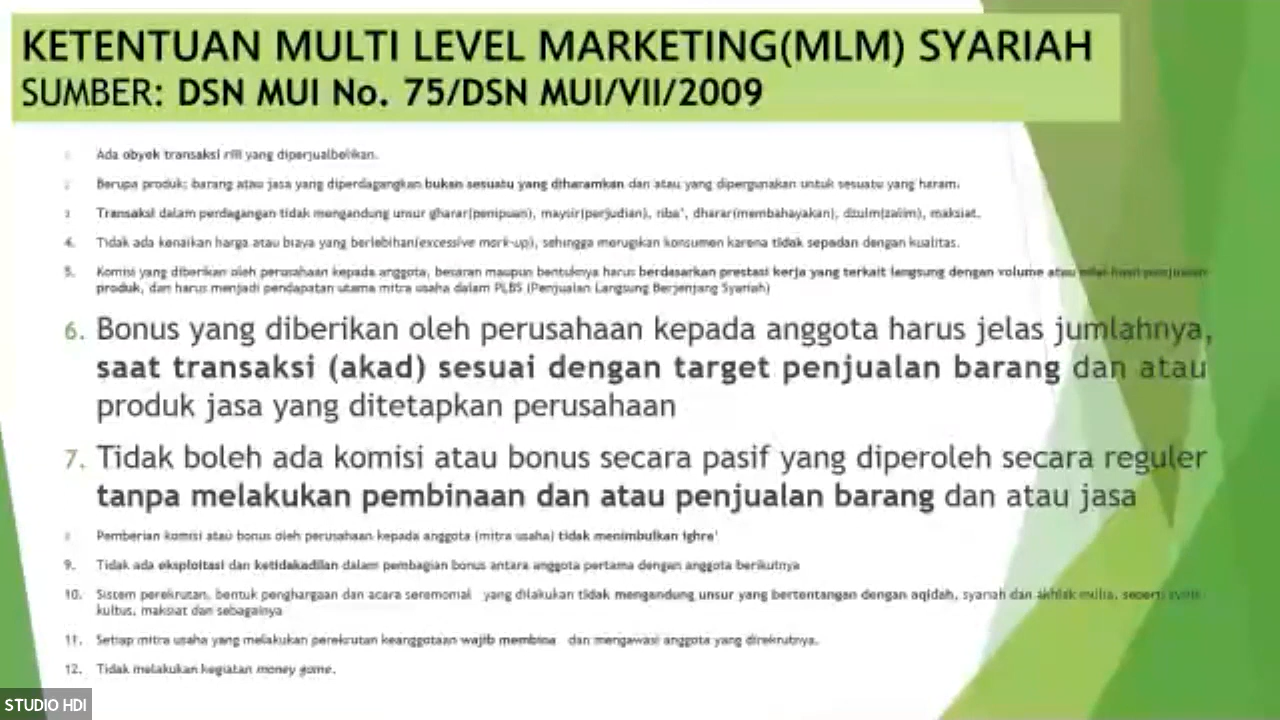 KETENTUAN MULTI LEVEL MARKETING(MLM) SYARIAH
SUMBER: DSN MUI No. 75/DSN MUI/VII/2009
1. Ada obyek transaksi riil yang diperjualbelikan.
2. Berupa produk: barang atau jasa yang diperdagangkan bukan sesuatu yang diharamkan dan atau yang dipergunakan untuk sesuatu yang haram.
3. Transaksi dalam perdagangan tidak mengandung unsur gharar(penipuan), maysir(perjudian), riba', dharar(membahayakan), dzulm(zalim), maksiat.
4. Tidak ada kenaikan harga atau biaya yang berlebihan(excessive mark-up), sehingga merugikan konsumen karena tidak sepadan dengan kualitas.
5. Komisi yang diberikan oleh perusahaan kepada anggota, besaran maupun bentuknya harus berdasarkan prestasi kerja yang terkait langsung dengan volume atau nilai hasil penjualan
produk, dan harus menjadi pendapatan utama mitra usaha dalam PLBS (Penjualan Langsung Berjenjang Syariah)
6. Bonus yang diberikan oleh perusahaan kepada anggota harus jelas jumlahnya,
saat transaksi (akad) sesuai dengan target penjualan barang dan atau
produk jasa yang ditetapkan perusahaan
7. Tidak boleh ada komisi atau bonus secara pasif yang diperoleh secara reguler
tanpa melakukan pembinaan dan atau penjualan barang dan atau jasa
8. Pemberian komisi atau bonus oleh perusahaan kepada anggota (mitra usaha) tidak menimbulkan ighra'
9. Tidak ada eksploitasi dan ketidakadilan dalam pembagian bonus antara anggota pertama dengan anggota berikutnya
10. Sistem perekrutan, bentuk penghargaan dan acara seremonial yang dilakukan tidak mengandung unsur yang bertentangan dengan aqidah, syariah dan akhlak mulia, seperti
kultus, maksiat dan sebagainya
11. Setiap mitra usaha yang melakukan perekrutan keanggotaan wajib membina dan mengawasi anggota yang direkrutnya.
12. Tidak melakukan kegiatan money game.
STUDIO HDI